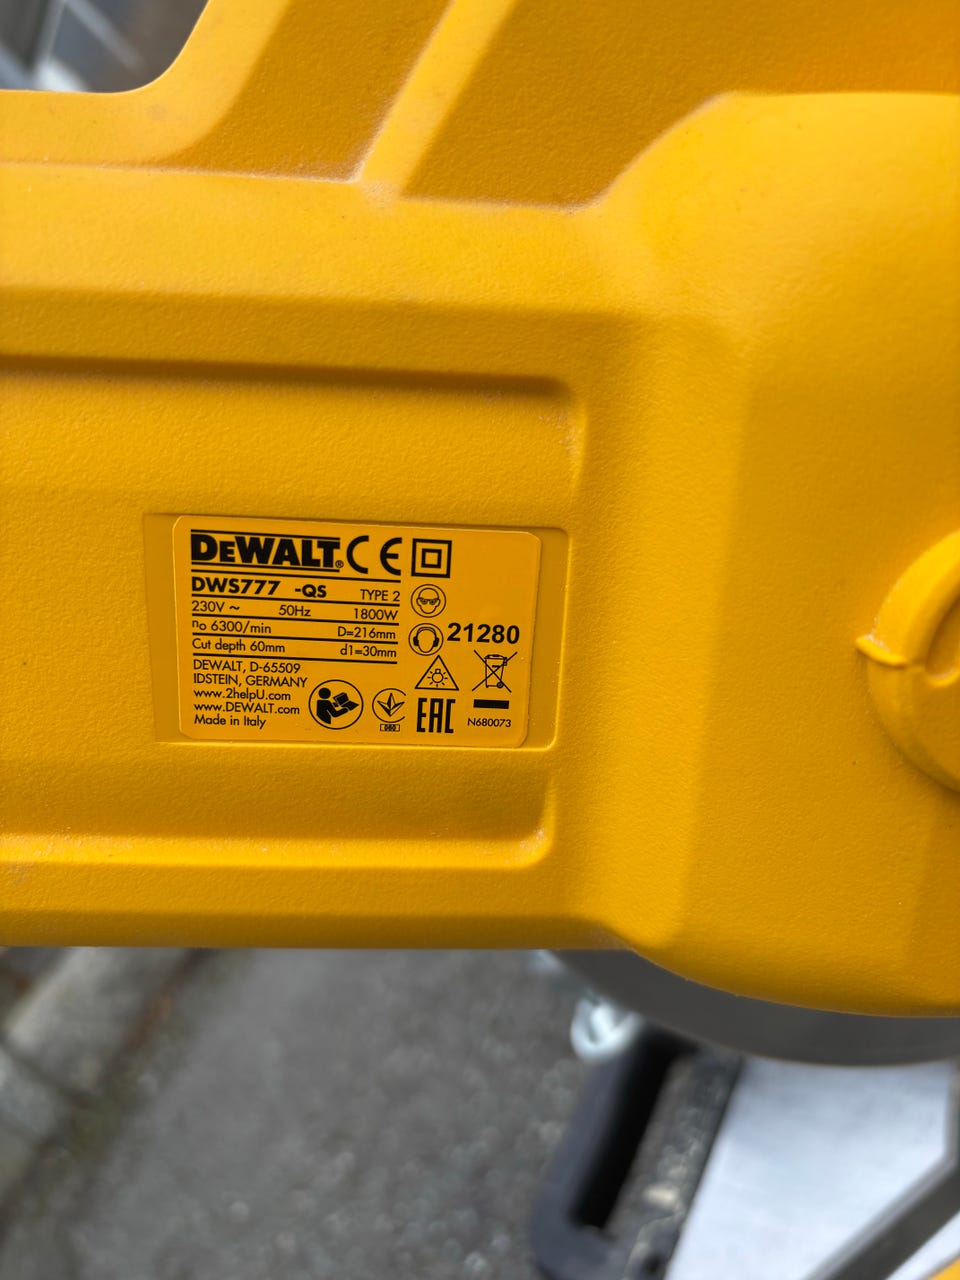 DEWALT® CE
DWS777 -QS TYPE 2
230V ~ 50Hz 1800W
no 6300/min D=216mm
Cut depth 60mm d1=30mm
21280
DEWALT, D-65509
IDSTEIN, GERMANY
www.2helpU.com
www.DEWALT.com
Made in Italy
EAC
N680073